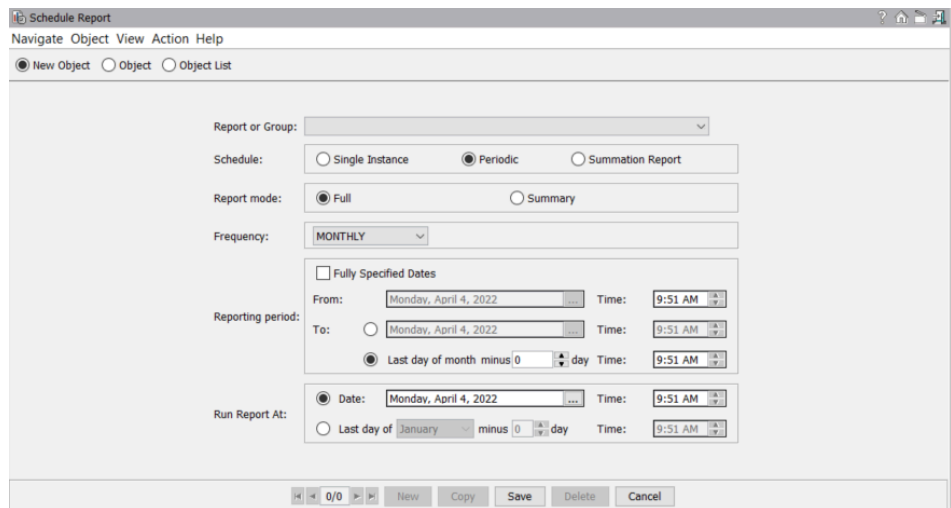 Schedule Report
Navigate Object View Action Help
New Object Object Object List
Report or Group:
Schedule: Single Instance Periodic Summation Report
Report mode: Full Summary
Frequency: MONTHLY
Fully Specified Dates
From: Monday, April 4, 2022 ... Time: 9:51 AM
Reporting period:
To: Monday, April 4, 2022 ... Time: 9:51 AM
Last day of month minus 0 day Time: 9:51 AM
Date: Monday, April 4, 2022 ... Time: 9:51 AM
Run Report At:
Last day of January minus 0 day Time: 9:51 AM
0/0 New Copy Save Delete Cancel